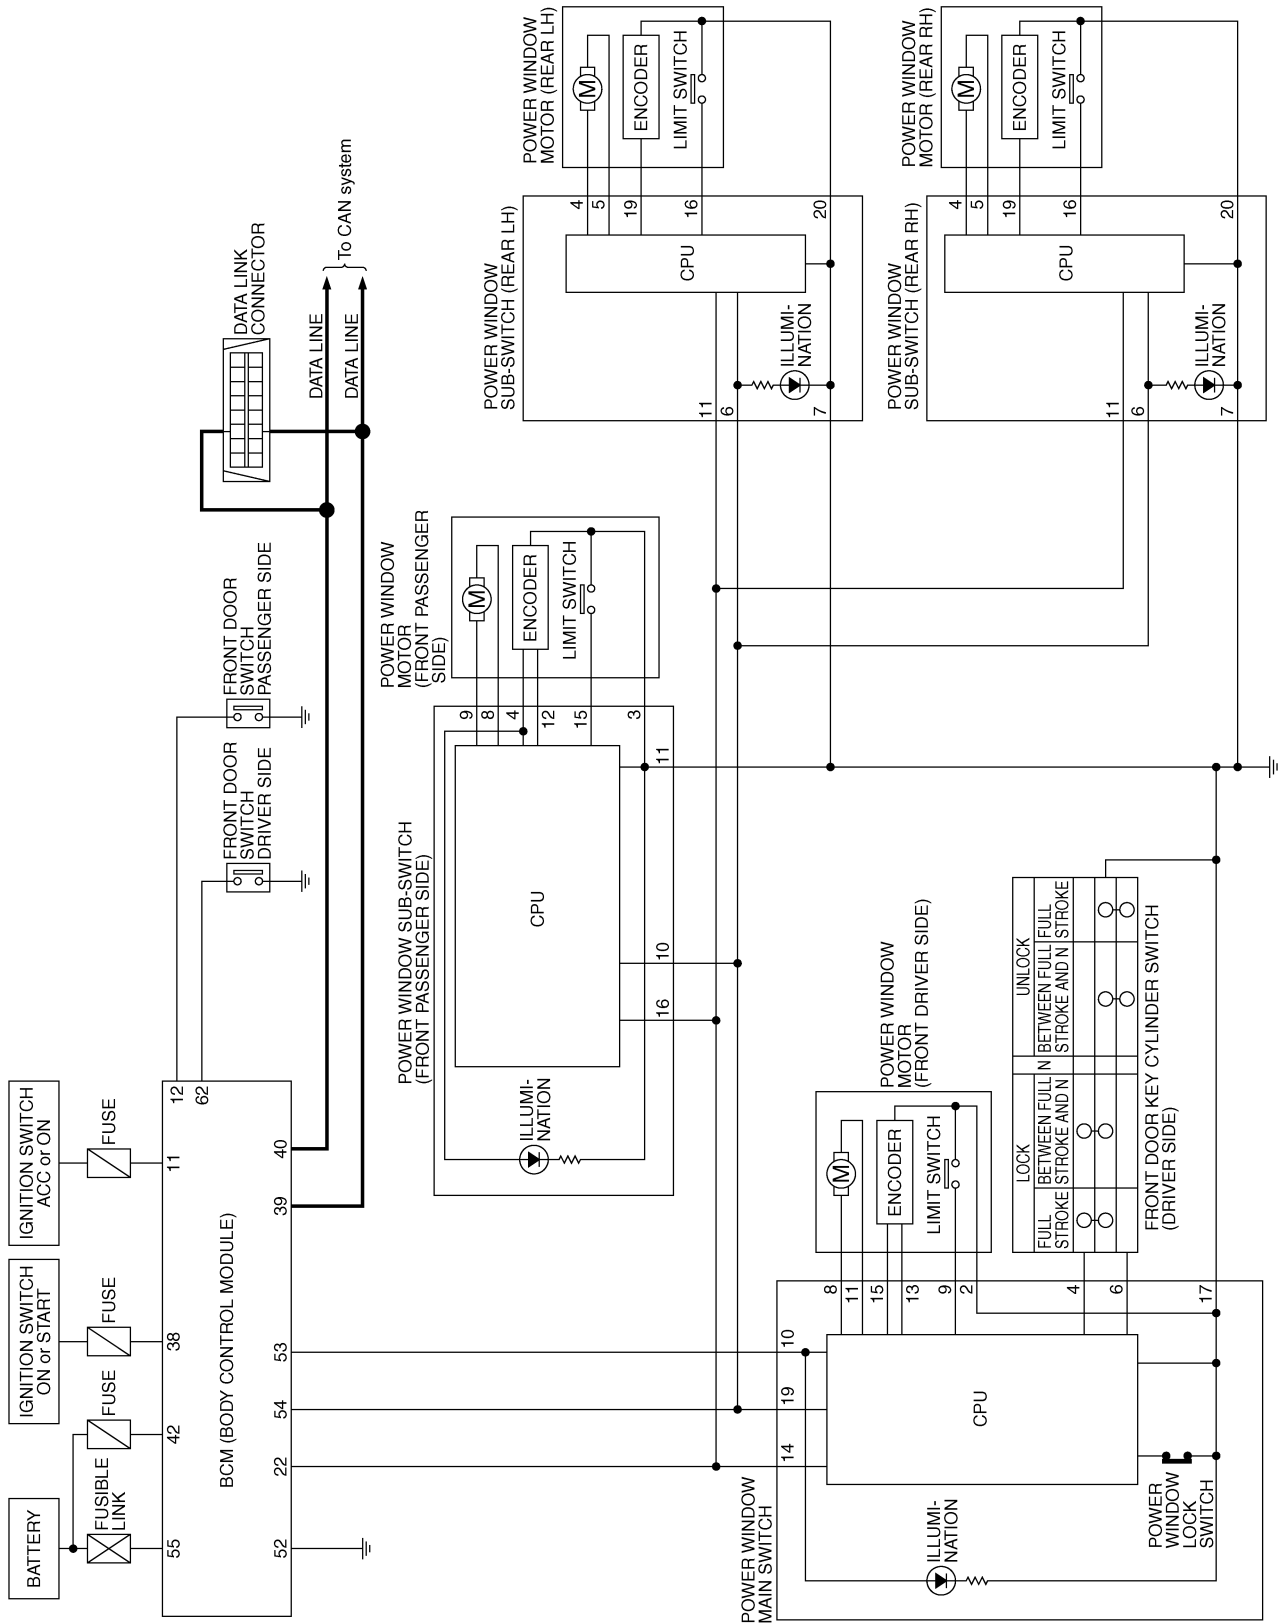 BATTERY
FUSIBLE
LINK
FUSE
IGNITION SWITCH
ON or START
FUSE
IGNITION SWITCH
ACC or ON
FUSE
55
42
38
11
12
62
BCM (BODY CONTROL MODULE)
52
22
54
53
39
40
FRONT DOOR
SWITCH
DRIVER SIDE
FRONT DOOR
SWITCH
PASSENGER SIDE
DATA LINK
CONNECTOR
DATA LINE
DATA LINE
To CAN system
POWER WINDOW SUB-SWITCH
(FRONT PASSENGER SIDE)
ILLUMI-
NATION
CPU
9
8
4
12
15
3
16
10
11
POWER WINDOW
MOTOR
(FRONT PASSENGER
SIDE)
M
ENCODER
LIMIT SWITCH
POWER WINDOW
SUB-SWITCH (REAR LH)
11
6
7
ILLUMI-
NATION
CPU
4
5
19
16
20
POWER WINDOW
MOTOR (REAR LH)
M
ENCODER
LIMIT SWITCH
POWER WINDOW
SUB-SWITCH (REAR RH)
11
6
7
ILLUMI-
NATION
CPU
4
5
19
16
20
POWER WINDOW
MOTOR (REAR RH)
M
ENCODER
LIMIT SWITCH
POWER WINDOW
MAIN SWITCH
14
19
10
ILLUMI-
NATION
CPU
POWER
WINDOW
LOCK
SWITCH
8
11
15
13
9
2
4
6
17
POWER WINDOW
MOTOR
(FRONT DRIVER SIDE)
M
ENCODER
LIMIT SWITCH
LOCK
UNLOCK
FULL
STROKE
BETWEEN FULL
STROKE AND N
N
BETWEEN FULL
STROKE AND N
FULL
STROKE
FRONT DOOR KEY CYLINDER SWITCH
(DRIVER SIDE)